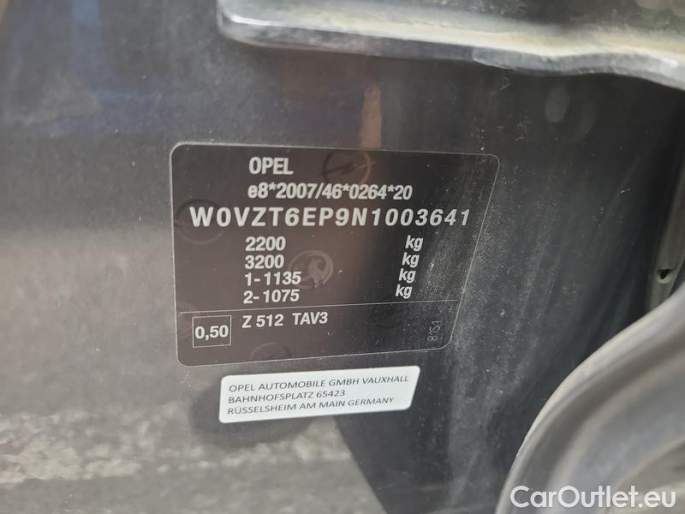 OPEL
e8*2007/46*0264*20
W0VZT6EP9N1003641
2200 kg
3200 kg
1-1135 kg
2-1075 kg
0,50 Z 512 TAV3
8151
OPEL AUTOMOBILE GMBH VAUXHALL
BAHNHOFSPLATZ 65423
RÜSSELSHEIM AM MAIN GERMANY
CarOutlet.eu